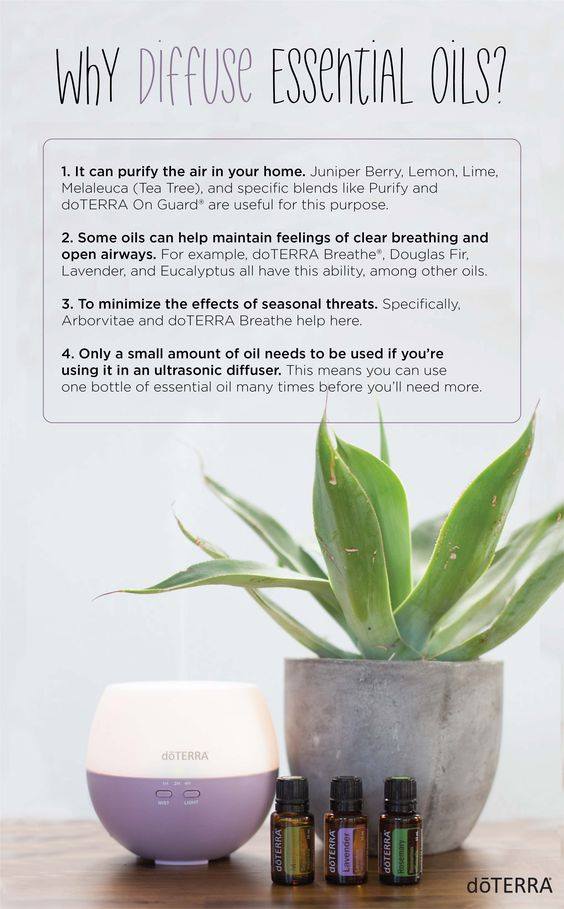 Why Diffuse Essential Oils?
1. It can purify the air in your home. Juniper Berry, Lemon, Lime,
Melaleuca (Tea Tree), and specific blends like Purify and
doTERRA On Guard® are useful for this purpose.
2. Some oils can help maintain feelings of clear breathing and
open airways. For example, doTERRA Breathe®, Douglas Fir,
Lavender, and Eucalyptus all have this ability, among other oils.
3. To minimize the effects of seasonal threats. Specifically,
Arborvitae and doTERRA Breathe help here.
4. Only a small amount of oil needs to be used if you’re
using it in an ultrasonic diffuser. This means you can use
one bottle of essential oil many times before you’ll need more.
dōTERRA
1H 2H 4H
MIST LIGHT
dōTERRA
dōTERRA Lavender
dōTERRA Rosemary
dōTERRA®